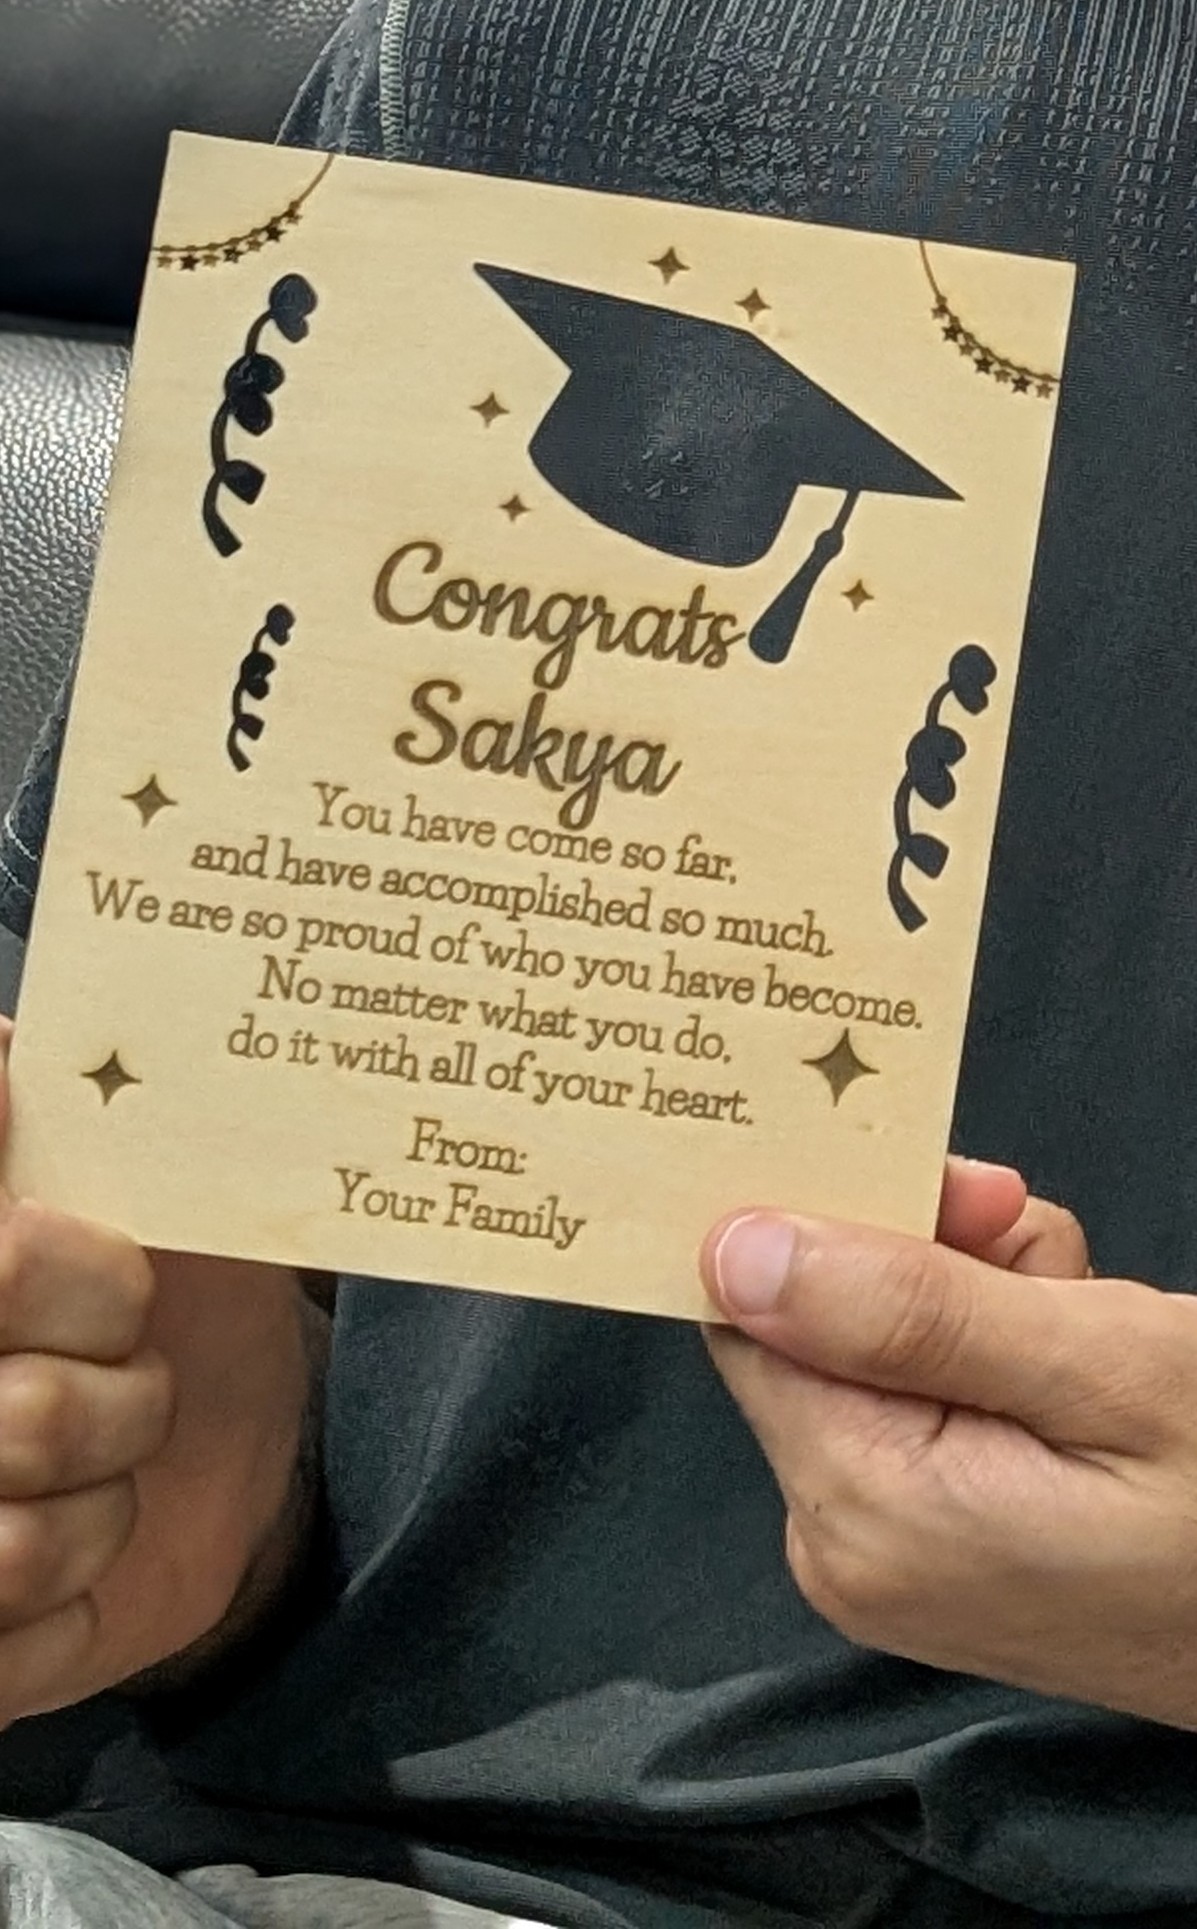 Congrats
Sakya
You have come so far,
and have accomplished so much.
We are so proud of who you have become.
No matter what you do,
do it with all of your heart.
From:
Your Family